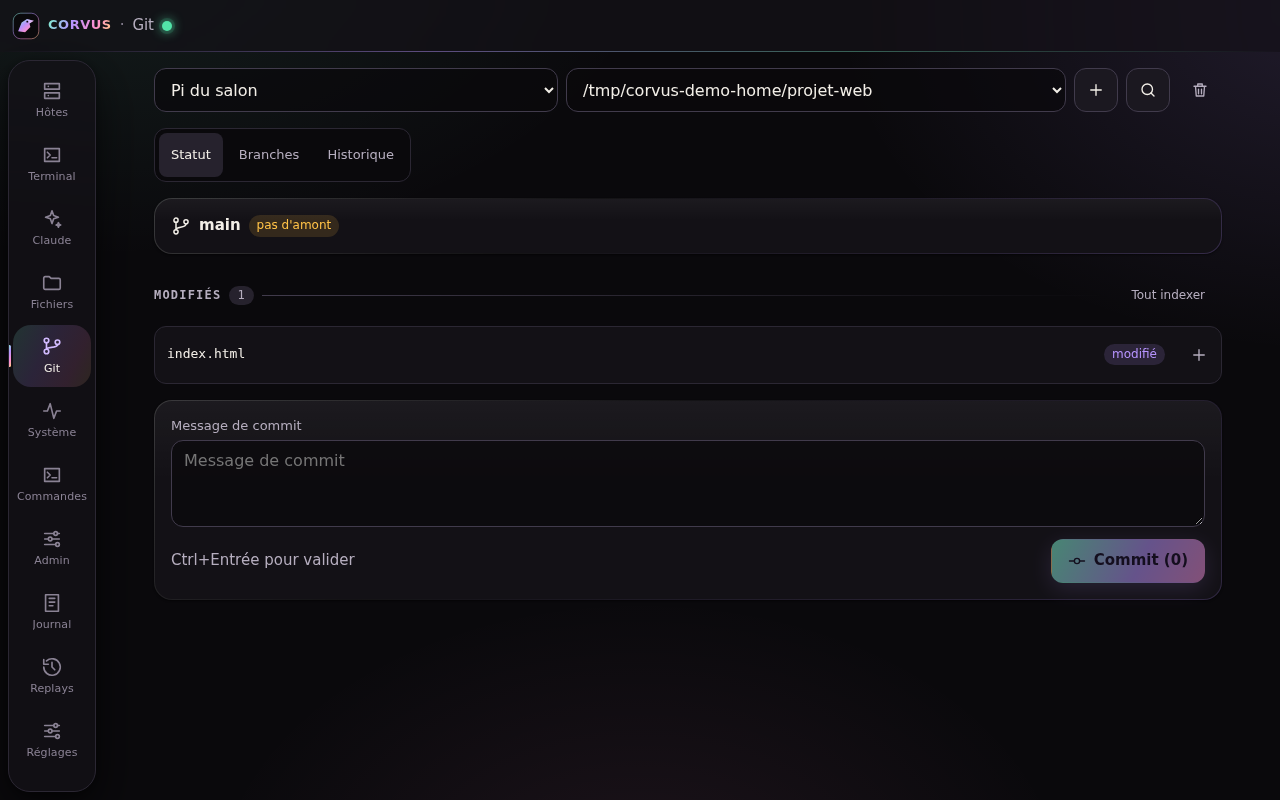 CORVUS · Git
Pi du salon
/tmp/corvus-demo-home/projet-web
Hôtes
Terminal
Claude
Fichiers
Git
Système
Commandes
Admin
Journal
Replays
Réglages
Statut
Branches
Historique
main
pas d'amont
MODIFIÉS 1
Tout indexer
index.html
modifié
Message de commit
Message de commit
Ctrl+Entrée pour valider
Commit (0)